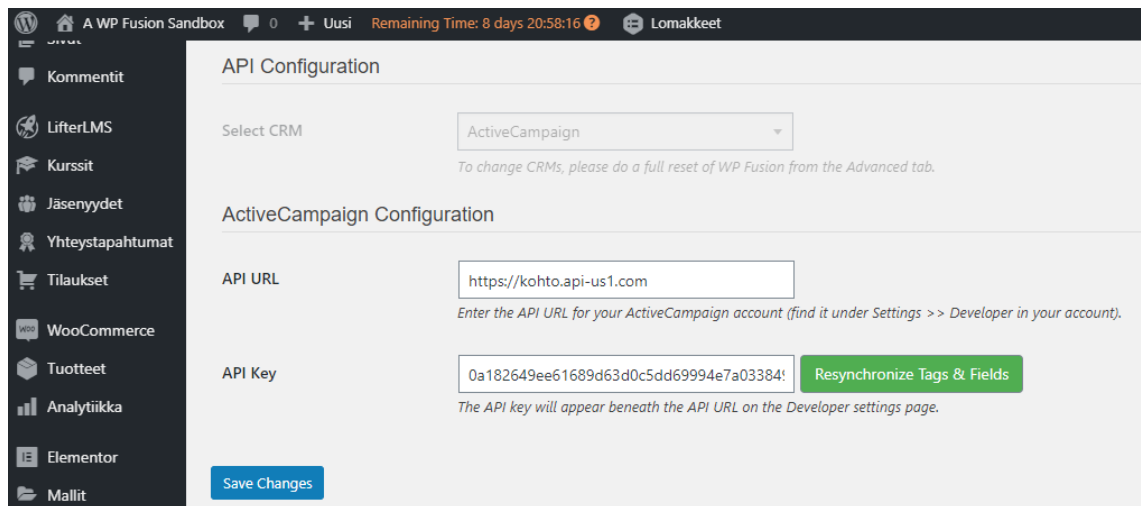 A WP Fusion Sandbox 0 Uusi Remaining Time: 8 days 20:58:16 ? Lomakkeet
Sivut
Kommentit
LifterLMS
Kurssit
Jäsenyydet
Yhteystapahtumat
Tilaukset
WooCommerce
Tuotteet
Analytiikka
Elementor
Mallit
API Configuration
Select CRM
ActiveCampaign
To change CRMs, please do a full reset of WP Fusion from the Advanced tab.
ActiveCampaign Configuration
API URL
https://kohto.api-us1.com
Enter the API URL for your ActiveCampaign account (find it under Settings >> Developer in your account).
API Key
0a182649ee61689d63d0c5dd69994e7a033849
Resynchronize Tags & Fields
The API key will appear beneath the API URL on the Developer settings page.
Save Changes